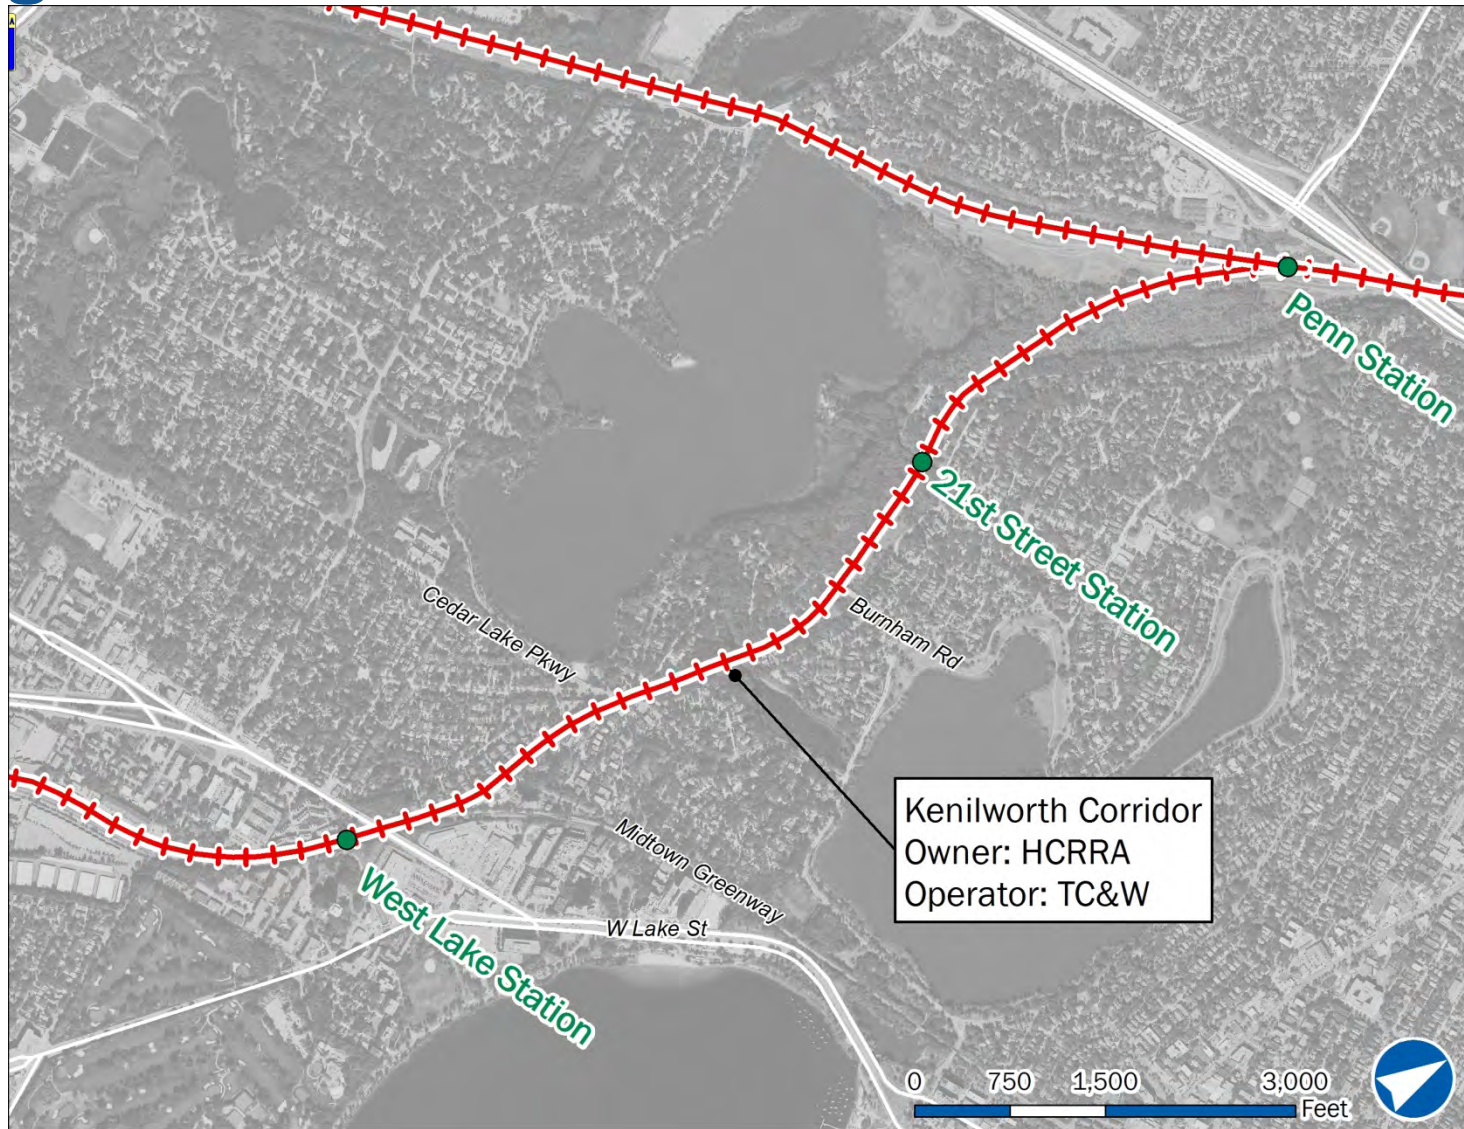 Penn Station
21st Street Station
Cedar Lake Pkwy
Burnham Rd
Kenilworth Corridor
Owner: HCRRA
Operator: TC&W
Midtown Greenway
W Lake St
West Lake Station
0 750 1,500 3,000
Feet